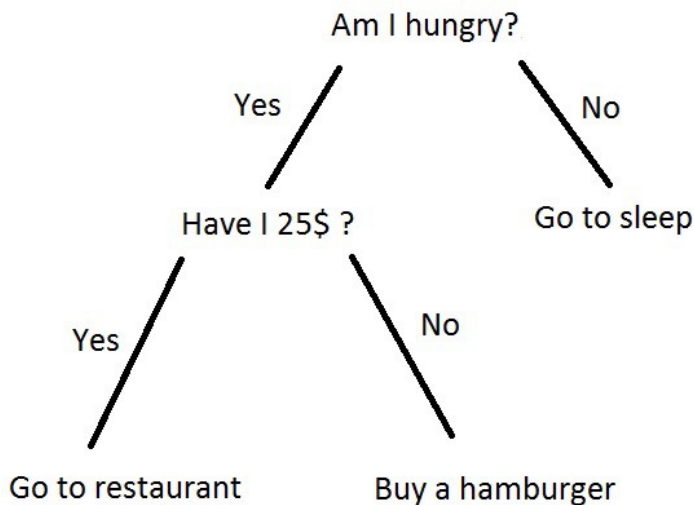 Am I hungry?
Yes
No
Have I 25$ ?
Go to sleep
Yes
No
Go to restaurant
Buy a hamburger